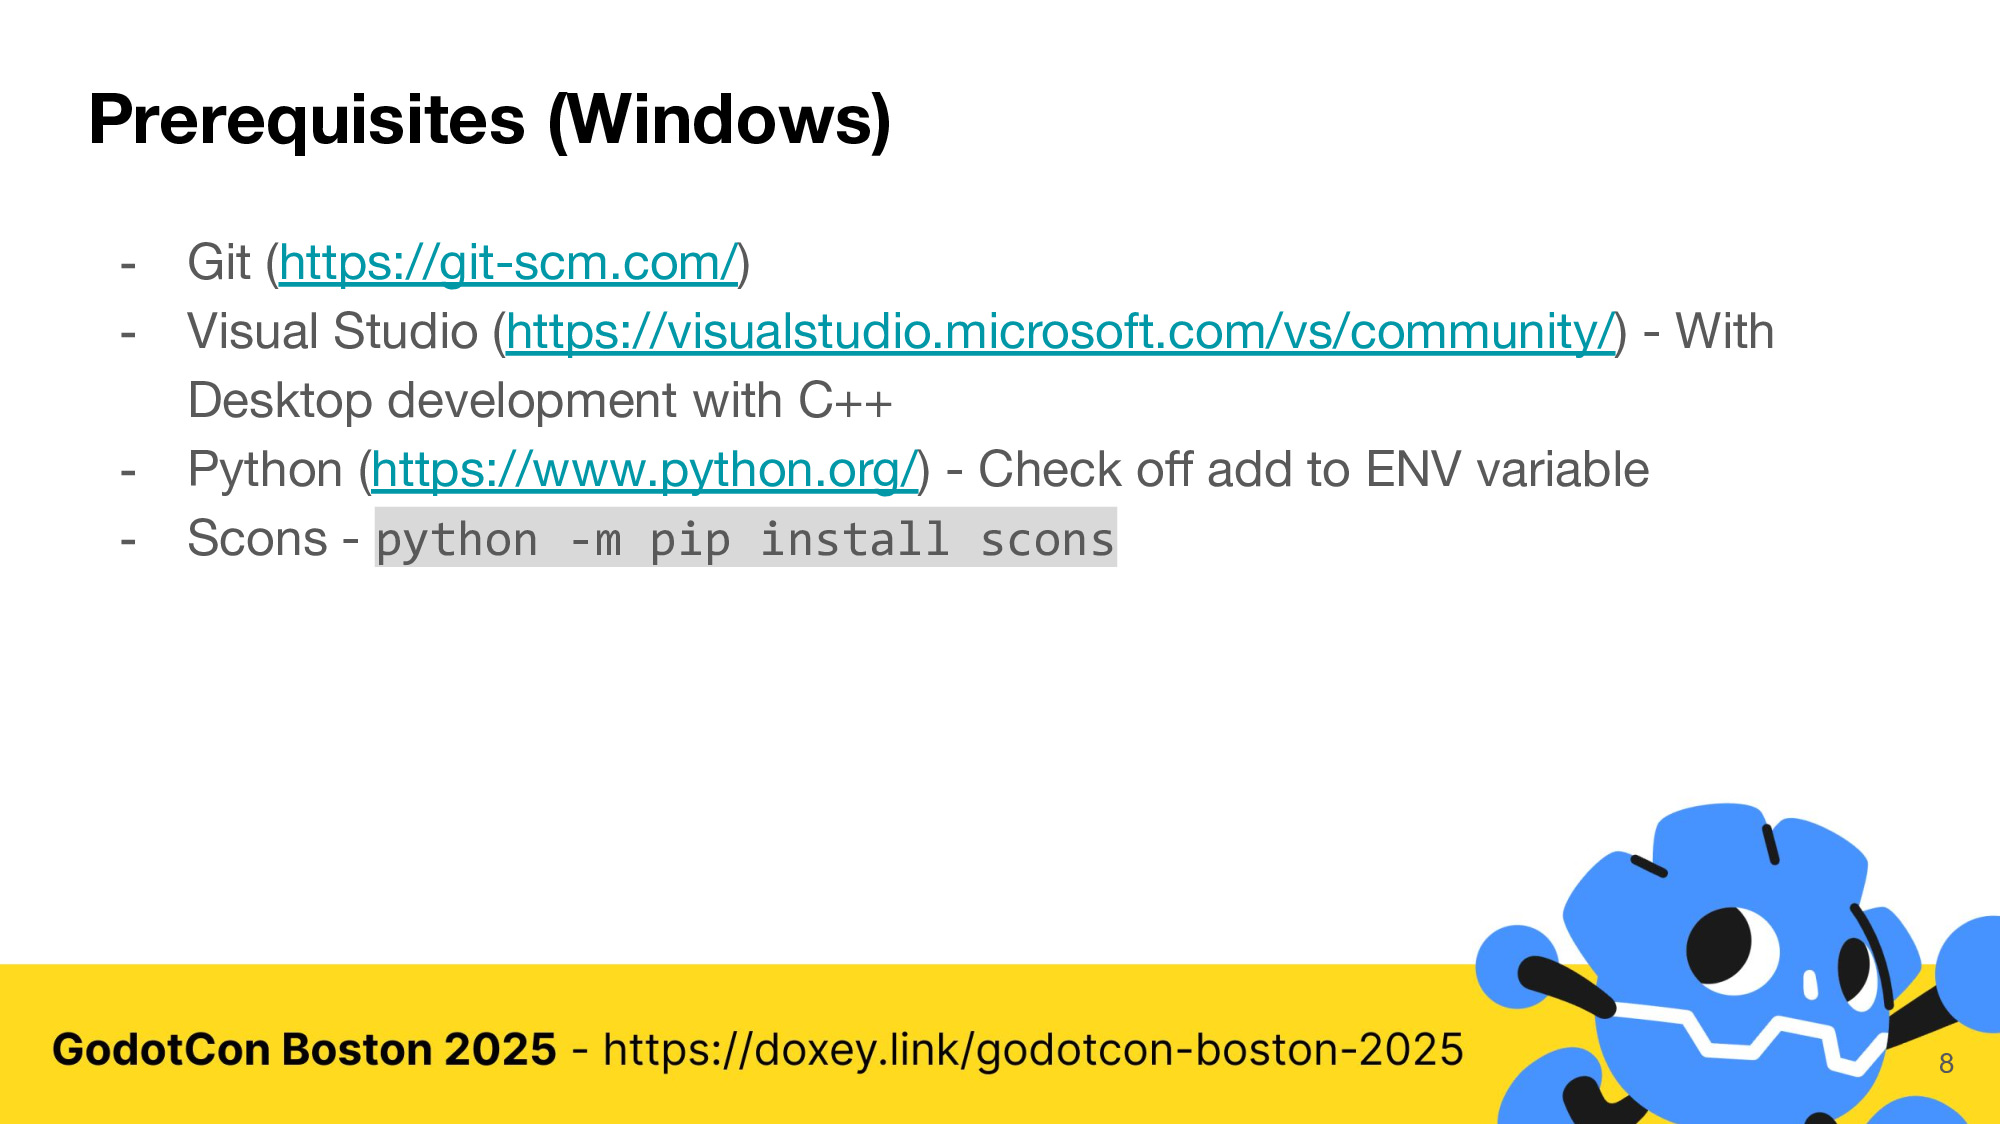 Prerequisites (Windows)
- Git (https://git-scm.com/)
- Visual Studio (https://visualstudio.microsoft.com/vs/community/) - With
Desktop development with C++
- Python (https://www.python.org/) - Check off add to ENV variable
- Scons - python -m pip install scons
GodotCon Boston 2025 - https://doxey.link/godotcon-boston-2025
8